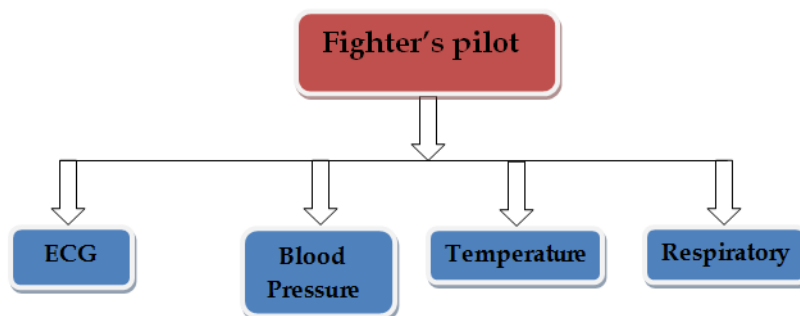 Fighter's pilot
ECG
Blood
Pressure
Temperature
Respiratory